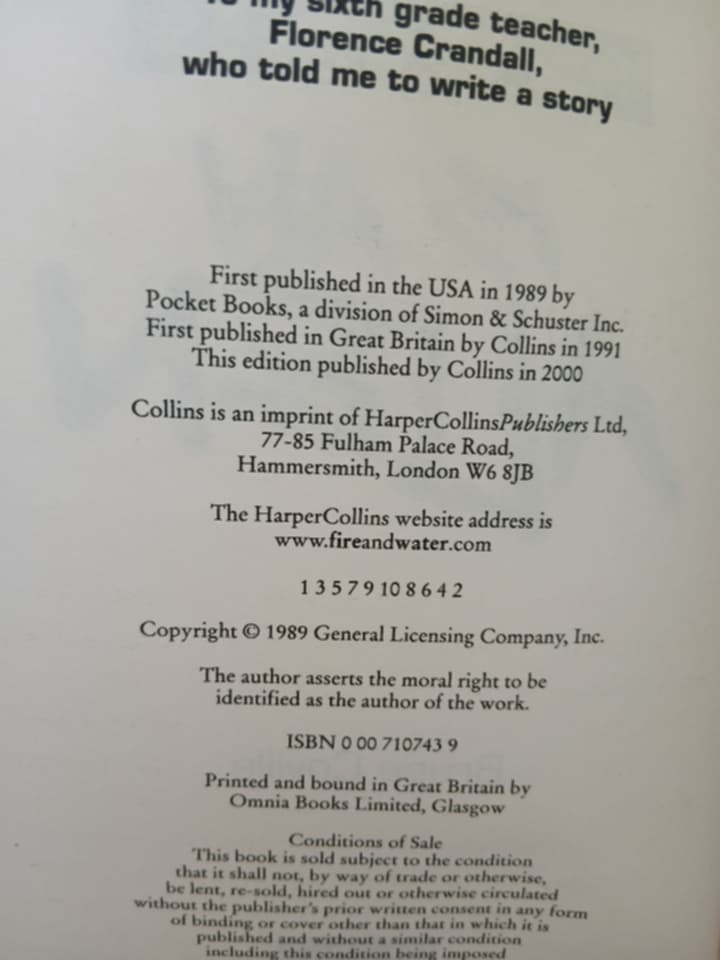 To my sixth grade teacher,
Florence Crandall,
who told me to write a story
First published in the USA in 1989 by
Pocket Books, a division of Simon & Schuster Inc.
First published in Great Britain by Collins in 1991
This edition published by Collins in 2000
Collins is an imprint of HarperCollinsPublishers Ltd,
77-85 Fulham Palace Road,
Hammersmith, London W6 8JB
The HarperCollins website address is
www.fireandwater.com
1 3 5 7 9 10 8 6 4 2
Copyright © 1989 General Licensing Company, Inc.
The author asserts the moral right to be
identified as the author of the work.
ISBN 0 00 710743 9
Printed and bound in Great Britain by
Omnia Books Limited, Glasgow
Conditions of Sale
This book is sold subject to the condition
that it shall not, by way of trade or otherwise,
be lent, re-sold, hired out or otherwise circulated
without the publisher's prior written consent in any form
of binding or cover other than that in which it is
published and without a similar condition
including this condition being imposed